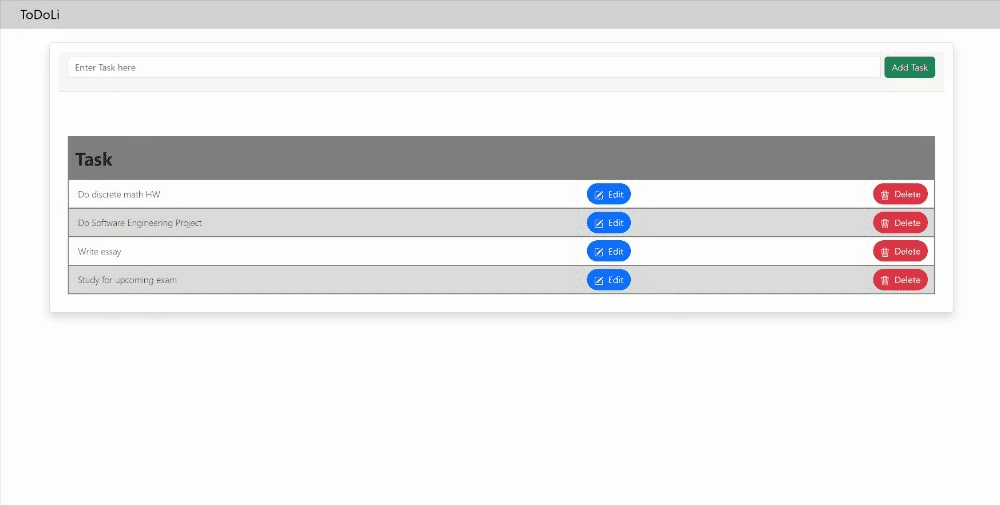 ToDoLi
Enter Task here Add Task
Task
Do discrete math HW Edit Delete
Do Software Engineering Project Edit Delete
Write essay Edit Delete
Study for upcoming exam Edit Delete